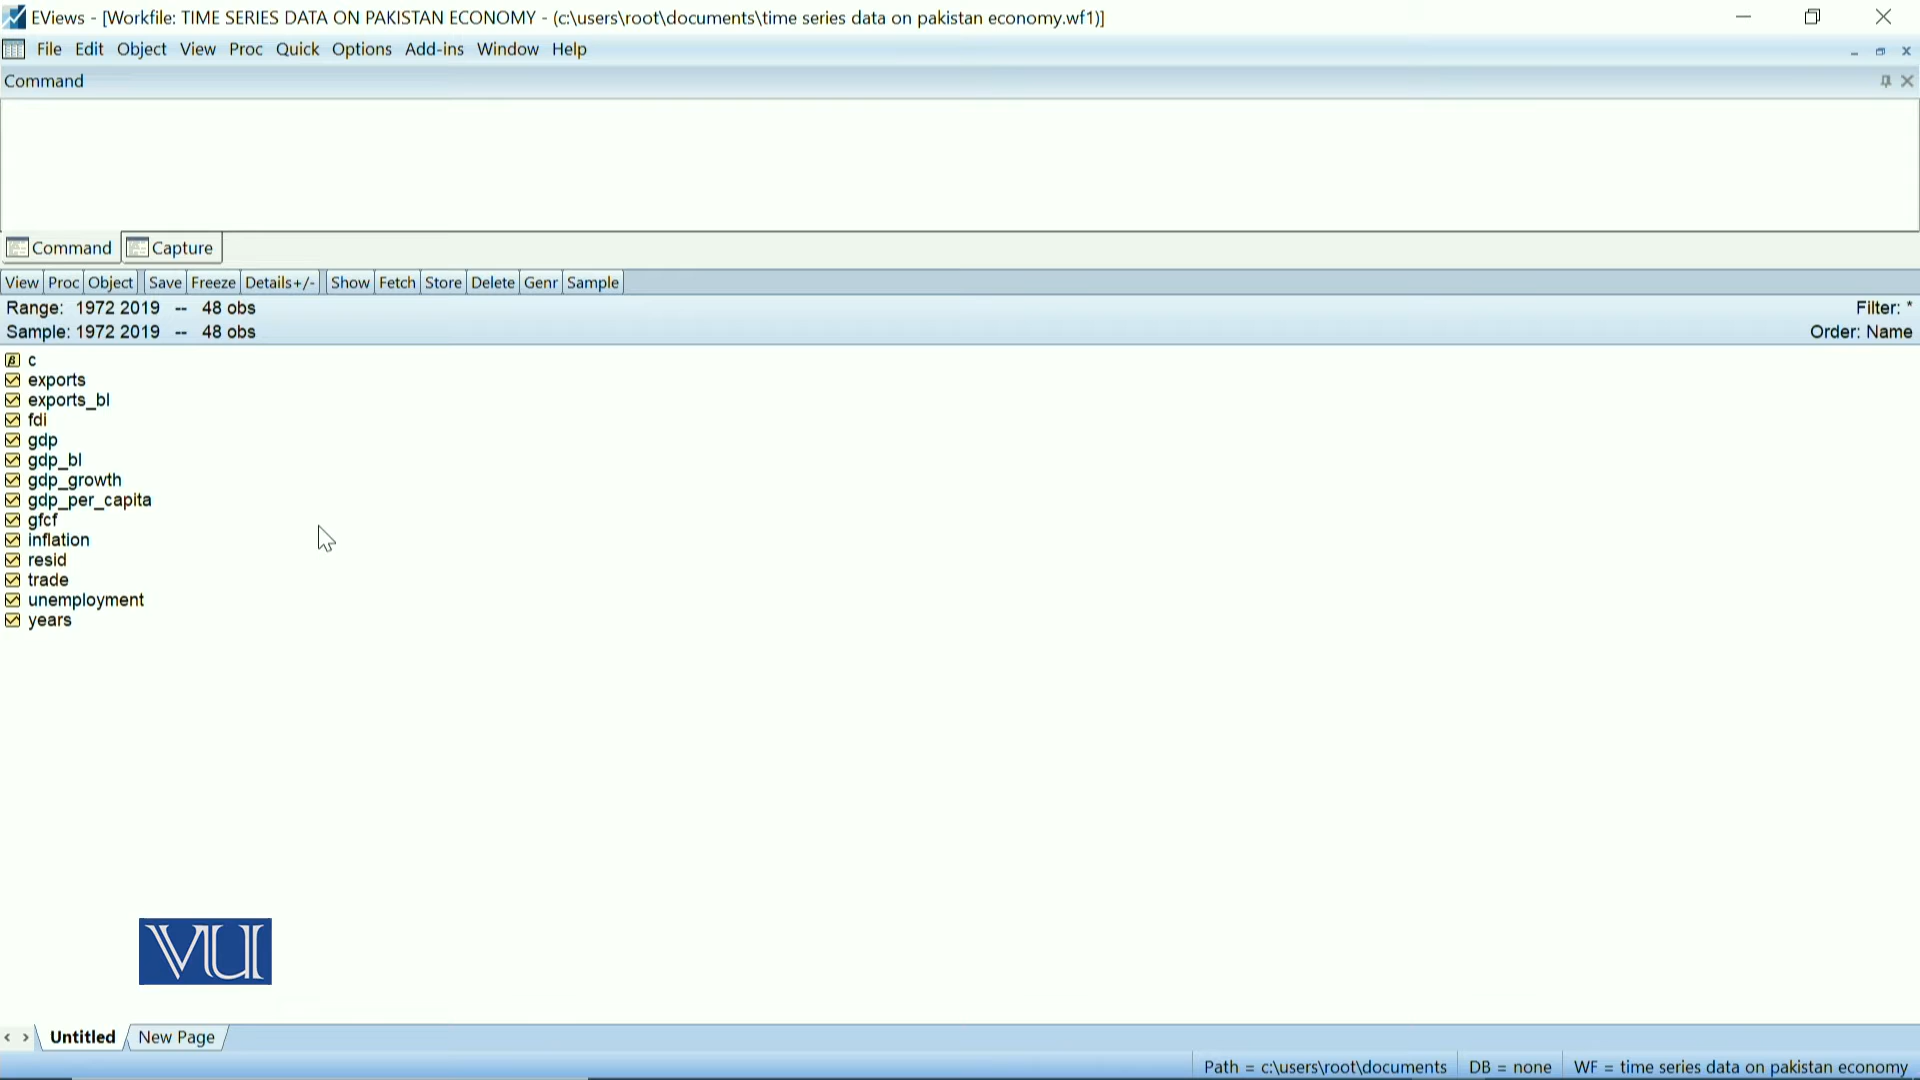 EViews - [Workfile: TIME SERIES DATA ON PAKISTAN ECONOMY - (c:\users\root\documents\time series data on pakistan economy.wf1)]
File Edit Object View Proc Quick Options Add-ins Window Help
Command
Command Capture
View Proc Object Save Freeze Details+/- Show Fetch Store Delete Genr Sample
Range: 1972 2019 -- 48 obs Filter: *
Sample: 1972 2019 -- 48 obs Order: Name
c
exports
exports_bl
fdi
gdp
gdp_bl
gdp_growth
gdp_per_capita
gfcf
inflation
resid
trade
unemployment
years
VU
Untitled New Page
Path = c:\users\root\documents DB = none WF = time series data on pakistan economy